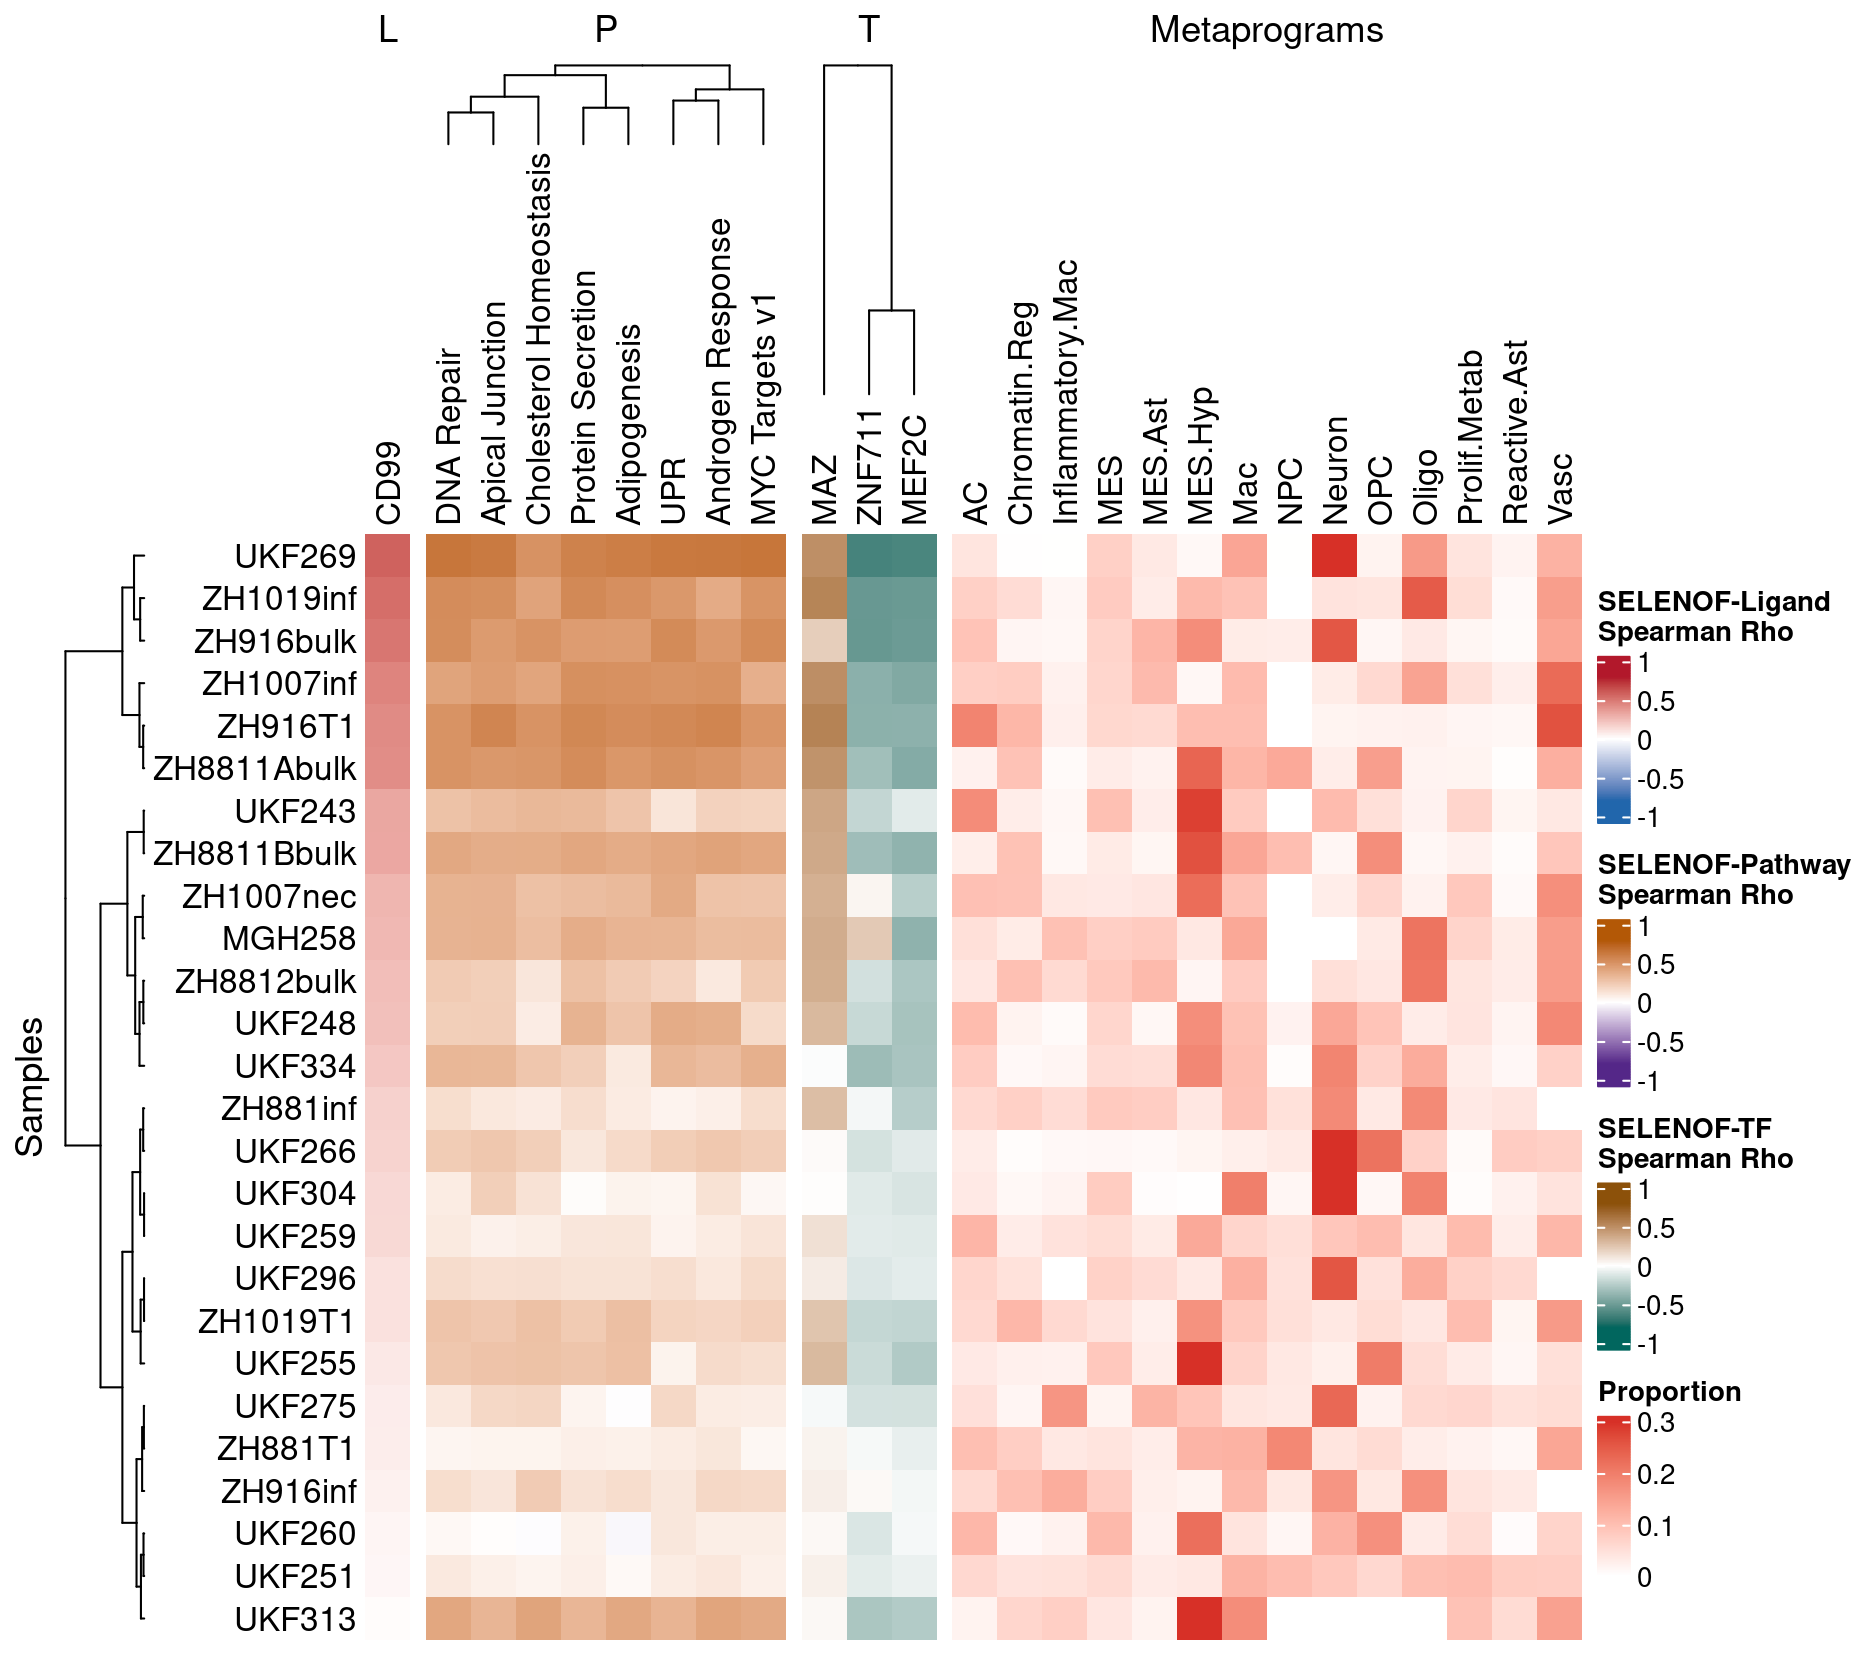 L
P
T
Metaprograms
CD99
DNA Repair
Apical Junction
Cholesterol Homeostasis
Protein Secretion
Adipogenesis
UPR
Androgen Response
MYC Targets v1
MAZ
ZNF711
MEF2C
AC
Chromatin.Reg
Inflammatory.Mac
MES
MES.Ast
MES.Hyp
Mac
NPC
Neuron
OPC
Oligo
Prolif.Metab
Reactive.Ast
Vasc
Samples
UKF269
ZH1019inf
ZH916bulk
ZH1007inf
ZH916T1
ZH8811Abulk
UKF243
ZH8811Bbulk
ZH1007nec
MGH258
ZH8812bulk
UKF248
UKF334
ZH881inf
UKF266
UKF304
UKF259
UKF296
ZH1019T1
UKF255
UKF275
ZH881T1
ZH916inf
UKF260
UKF251
UKF313
SELENOF-Ligand
Spearman Rho
1
0.5
0
-0.5
-1
SELENOF-Pathway
Spearman Rho
1
0.5
0
-0.5
-1
SELENOF-TF
Spearman Rho
1
0.5
0
-0.5
-1
Proportion
0.3
0.2
0.1
0